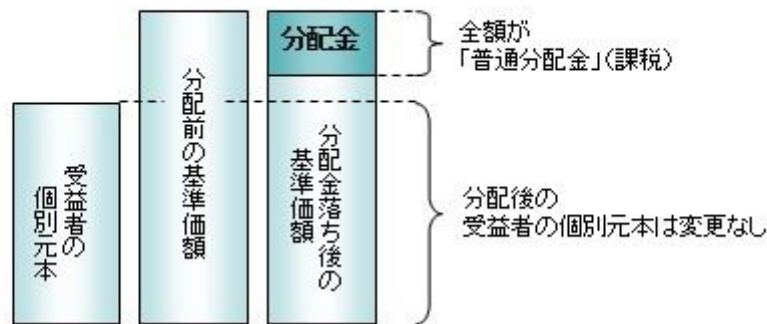 受益者の
個別元本
分配前の基準価額
分配金
分配金落ち後の
基準価額
全額が
「普通分配金」(課税)
分配後の
受益者の個別元本は変更なし